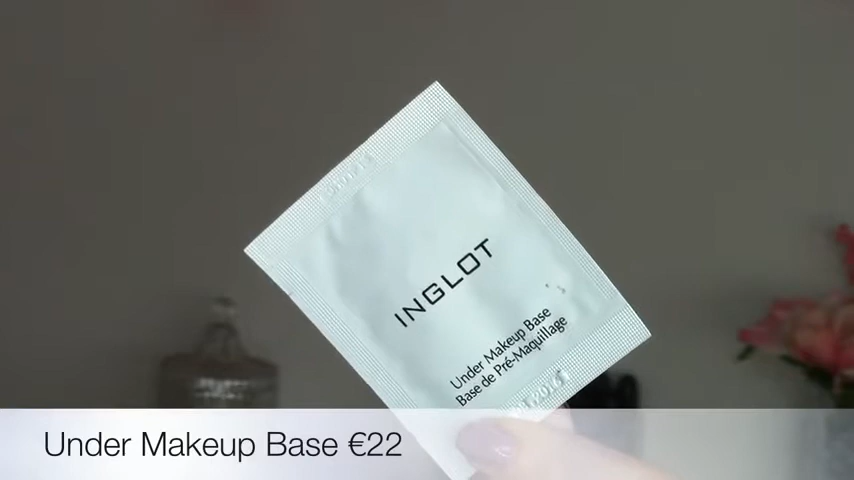 INGLOT
Under Makeup Base
Base de Pré-Maquillage
Under Makeup Base €22